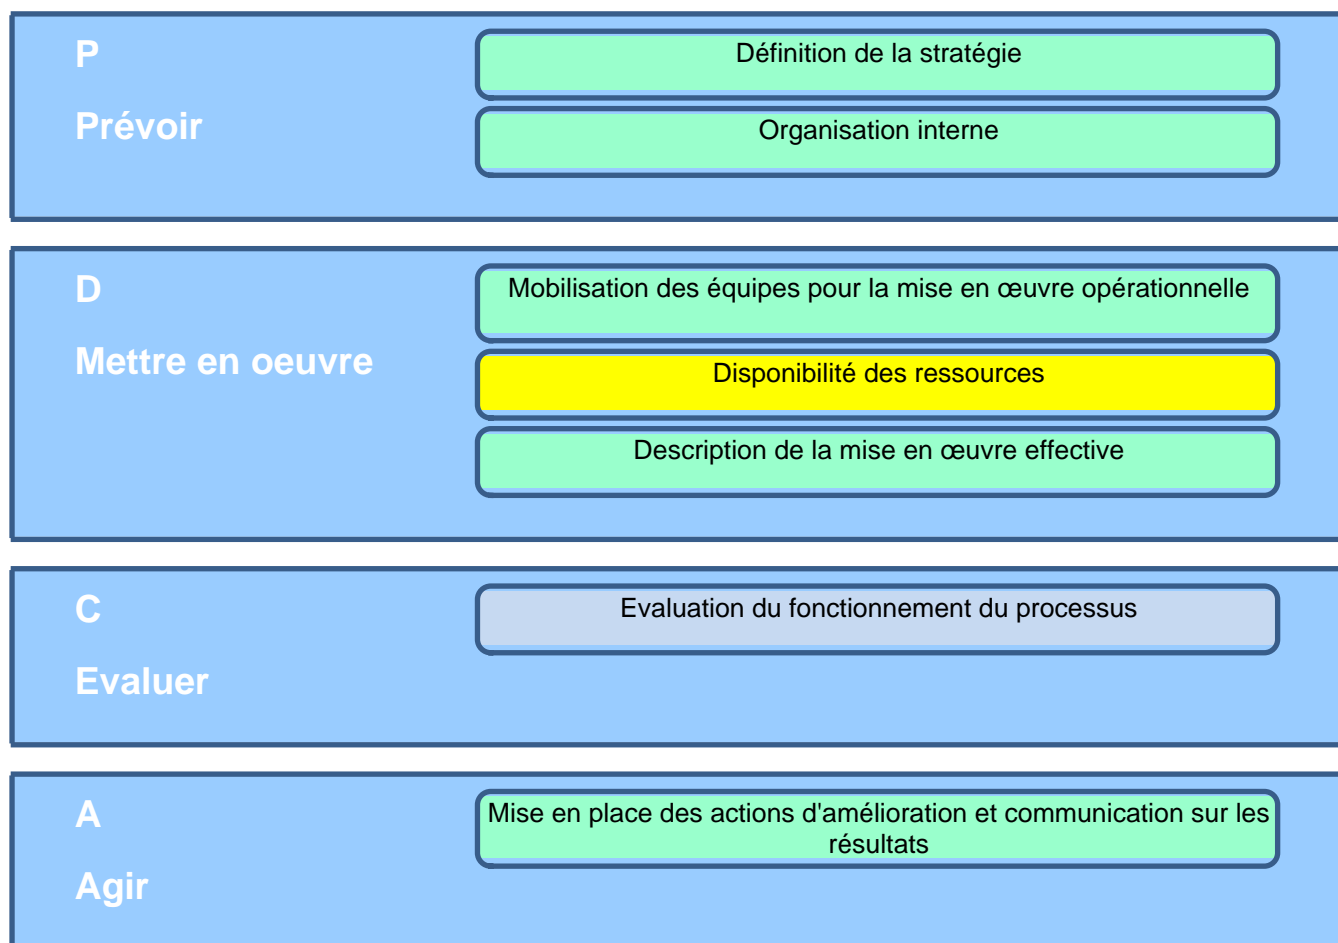 P
Définition de la stratégie
Prévoir
Organisation interne
D
Mobilisation des équipes pour la mise en œuvre opérationnelle
Mettre en oeuvre
Disponibilité des ressources
Description de la mise en œuvre effective
C
Evaluation du fonctionnement du processus
Evaluer
A
Mise en place des actions d'amélioration et communication sur les
résultats
Agir